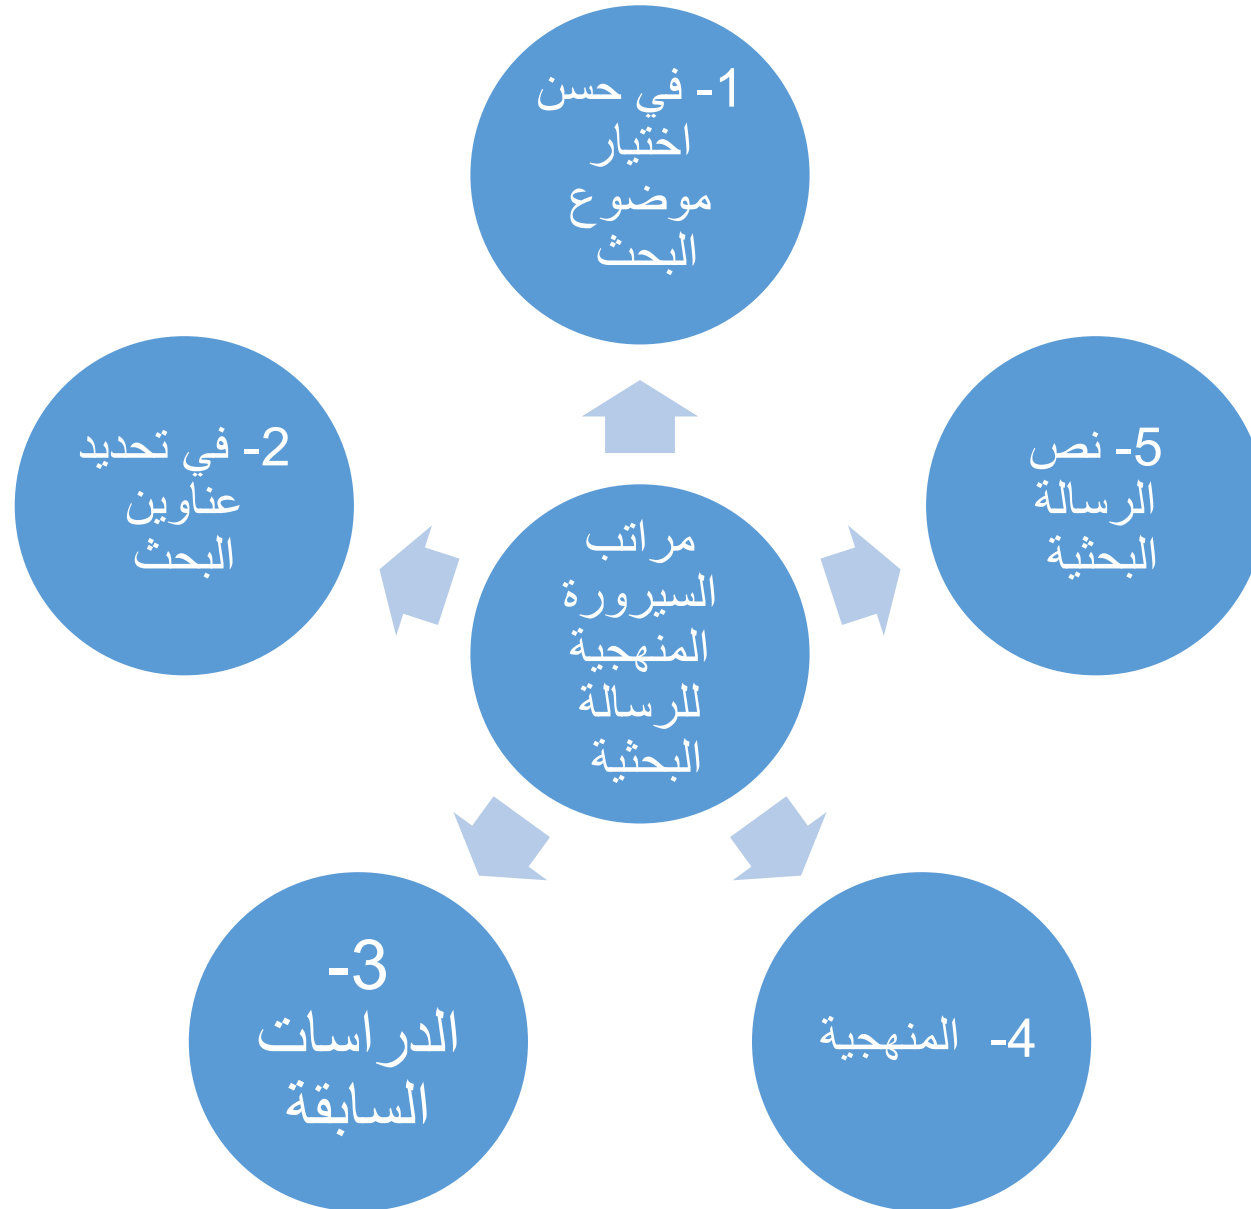 1- في حسن
اختيار
موضوع
البحث
2- في تحديد
عناوين
البحث
3-
الدراسات
السابقة
4- المنهجية
5- نص
الرسالة
البحثية
مراتب
السيرورة
المنهجية
للرسالة
البحثية